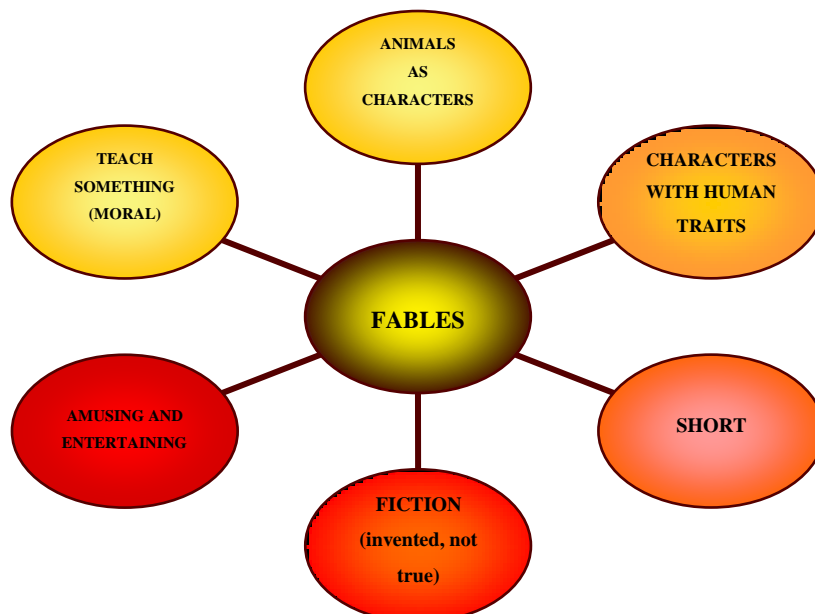 ANIMALS
AS
CHARACTERS
TEACH
SOMETHING
(MORAL)
CHARACTERS
WITH HUMAN
TRAITS
FABLES
AMUSING AND
ENTERTAINING
SHORT
FICTION
(invented, not
true)